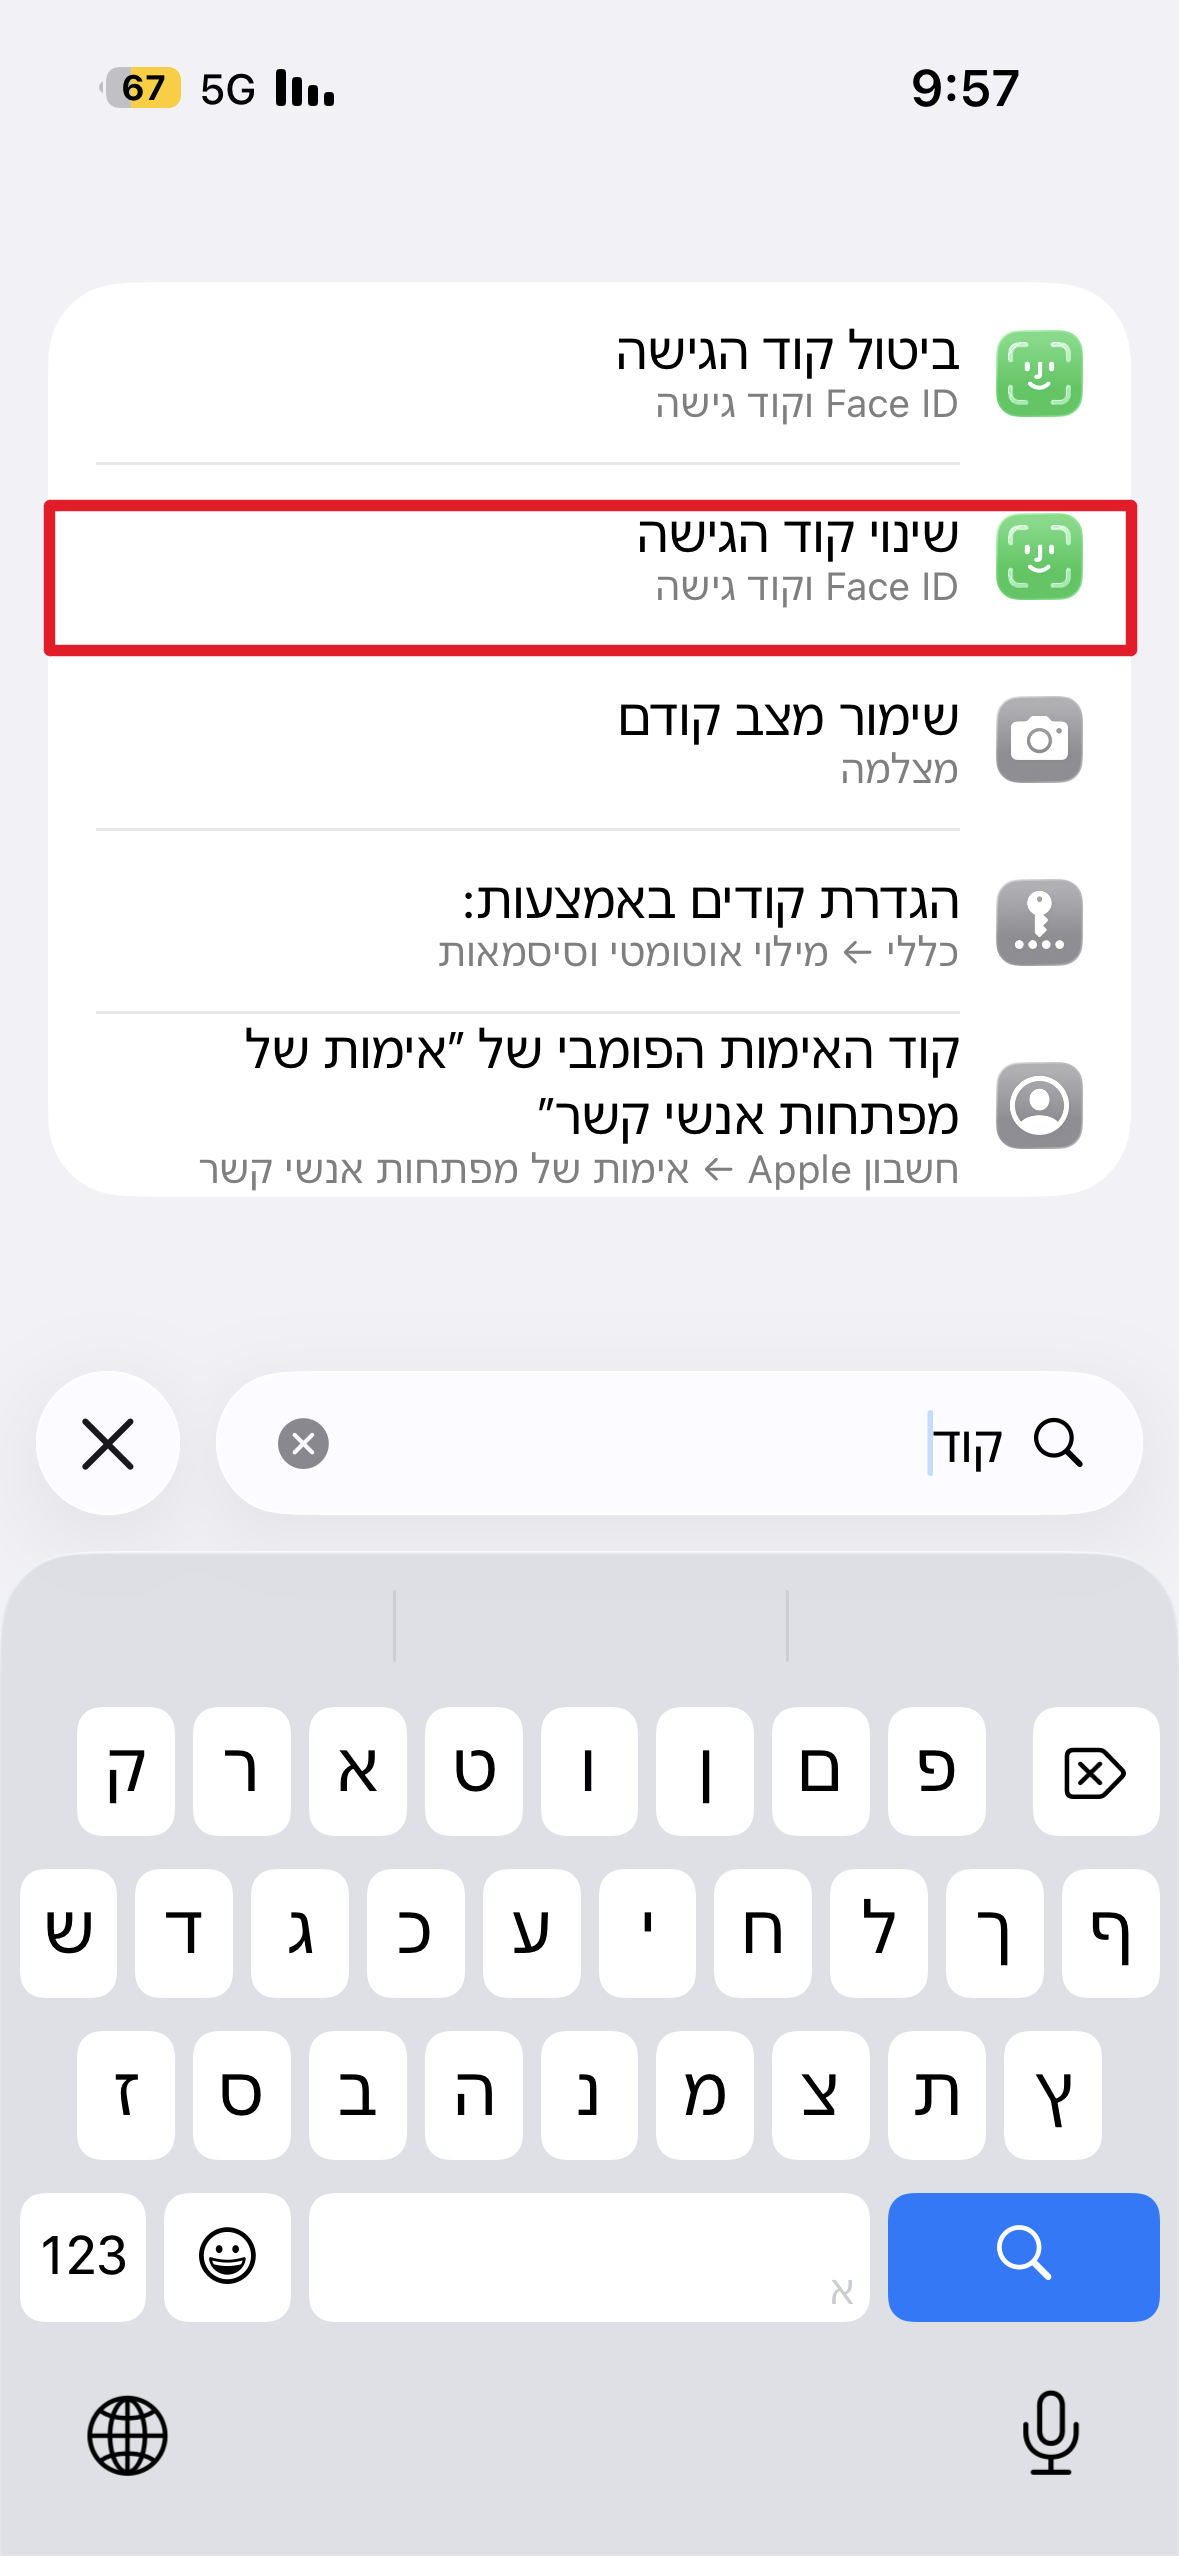 67 5G 9:57
ביטול קוד הגישה
Face ID וקוד גישה
שינוי קוד הגישה
Face ID וקוד גישה
שימור מצב קודם
מצלמה
הגדרת קודים באמצעות:
כללי ← מילוי אוטומטי וסיסמאות
קוד האימות הפומבי של ״אימות של
מפתחות אנשי קשר״
חשבון Apple ← אימות של מפתחות אנשי קשר
קוד
ק ר א ט ו ן ם פ
ש ד ג כ ע י ח ל ך ף
ז ס ב ה נ מ צ ת ץ
123 א